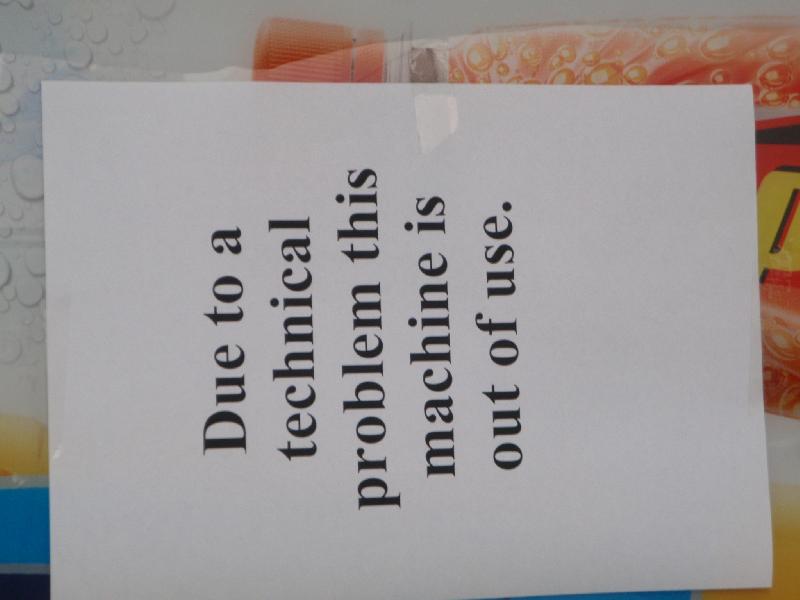 Due to a
technical
problem this
machine is
out of use.